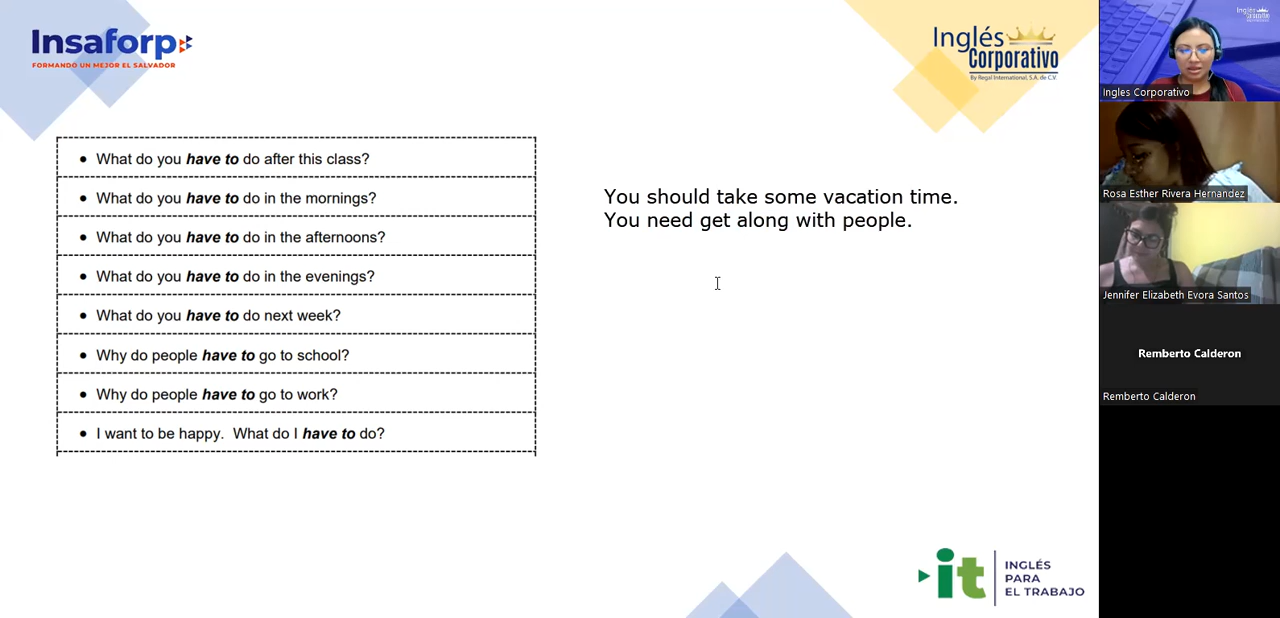 Insaforp
FORMANDO UN MEJOR EL SALVADOR
Inglés
Corporativo
By Regal International, S.A. de C.V.
• What do you have to do after this class?
• What do you have to do in the mornings?
• What do you have to do in the afternoons?
• What do you have to do in the evenings?
• What do you have to do next week?
• Why do people have to go to school?
• Why do people have to go to work?
• I want to be happy.  What do I have to do?
You should take some vacation time.
You need get along with people.
it
INGLÉS
PARA
EL TRABAJO
Inglés
Corporativo
Ingles Corporativo
Rosa Esther Rivera Hernandez
Jennifer Elizabeth Evora Santos
Remberto Calderon
Remberto Calderon